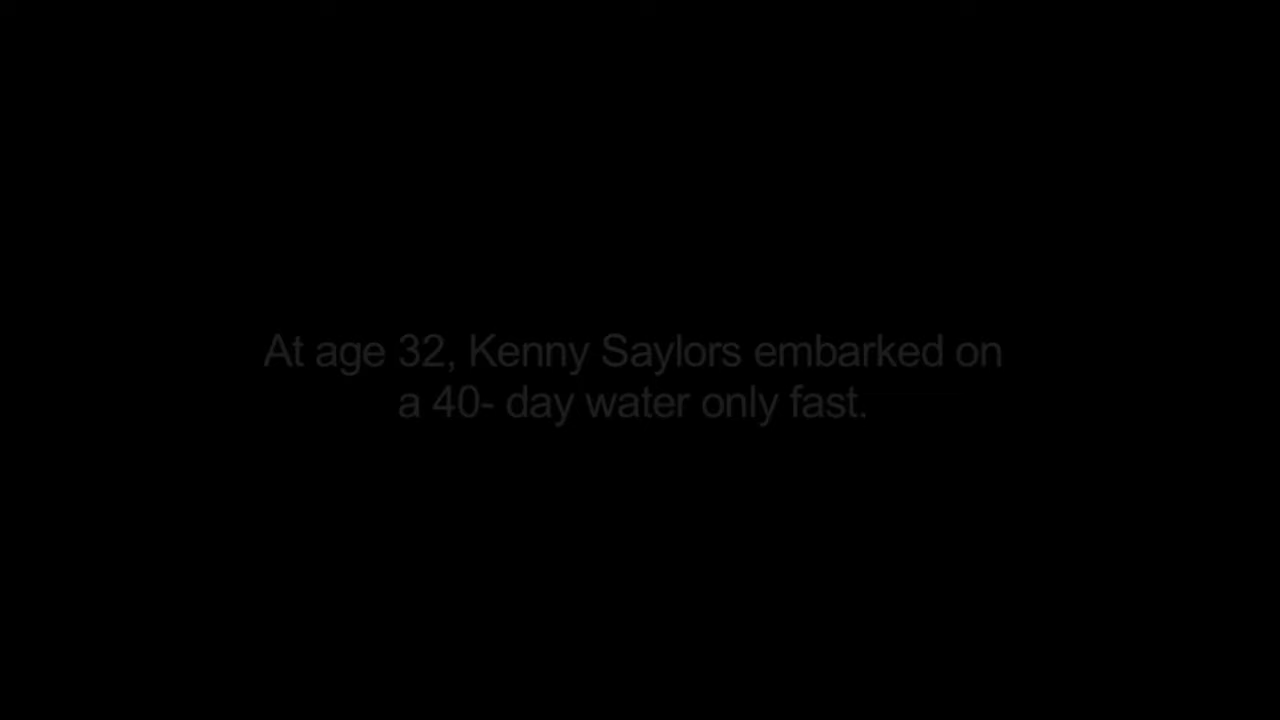 At age 32, Kenny Saylors embarked on
a 40- day water only fast.